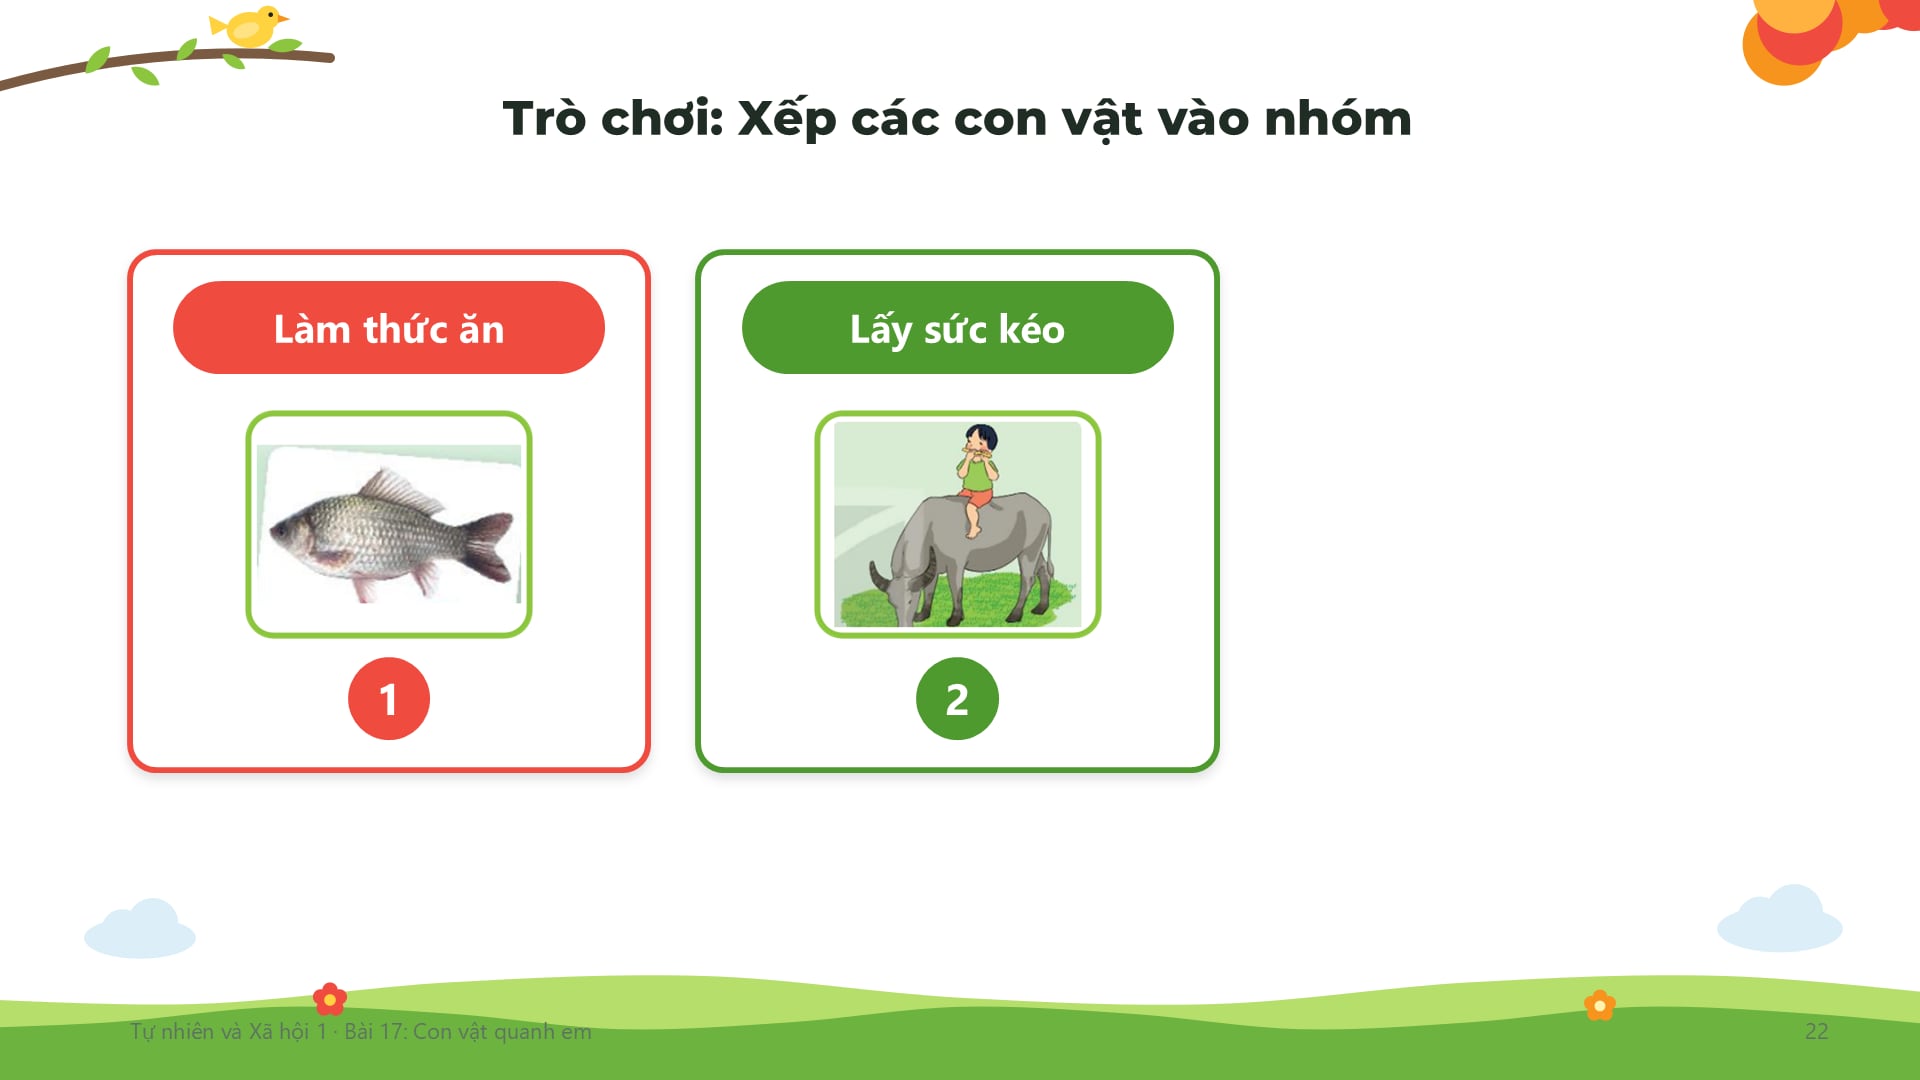 Trò chơi: Xếp các con vật vào nhóm
Làm thức ăn
Lấy sức kéo
1
2
Tự nhiên và Xã hội 1 · Bài 17: Con vật quanh em
22